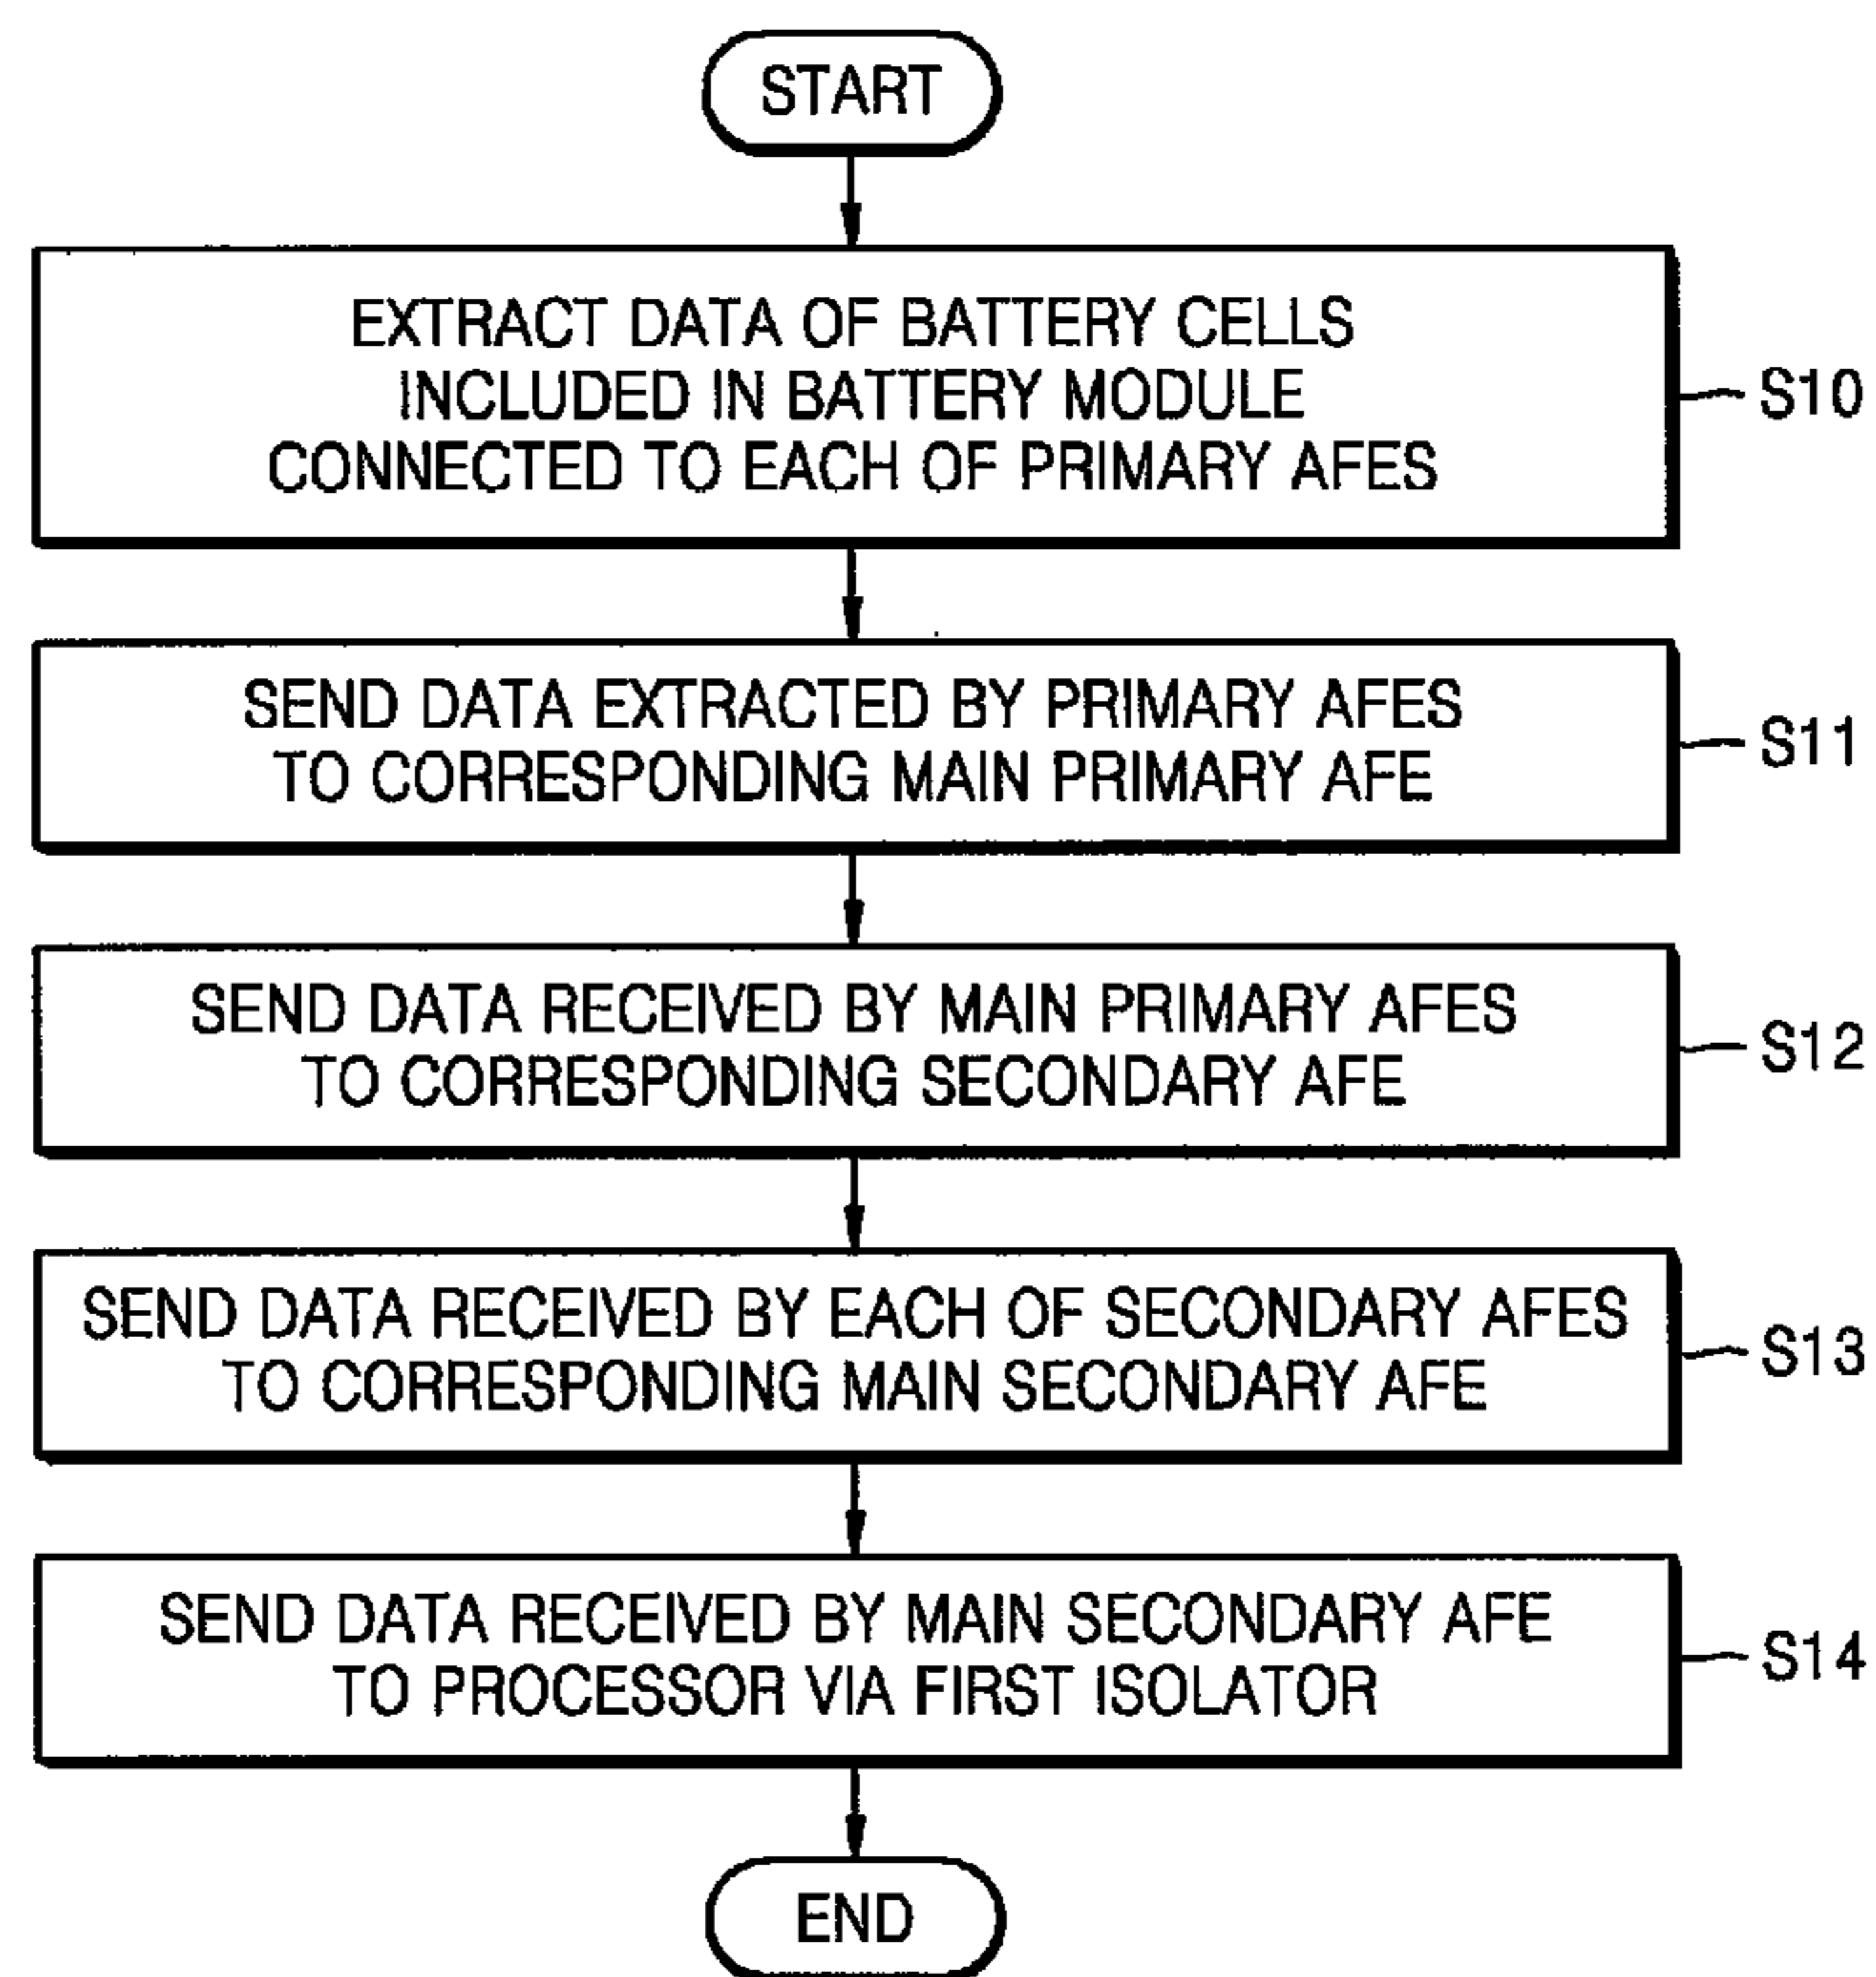 START
EXTRACT DATA OF BATTERY CELLS
INCLUDED IN BATTERY MODULE
CONNECTED TO EACH OF PRIMARY AFES
S10
SEND DATA EXTRACTED BY PRIMARY AFES
TO CORRESPONDING MAIN PRIMARY AFE
S11
SEND DATA RECEIVED BY MAIN PRIMARY AFES
TO CORRESPONDING SECONDARY AFE
S12
SEND DATA RECEIVED BY EACH OF SECONDARY AFES
TO CORRESPONDING MAIN SECONDARY AFE
S13
SEND DATA RECEIVED BY MAIN SECONDARY AFE
TO PROCESSOR VIA FIRST ISOLATOR
S14
END